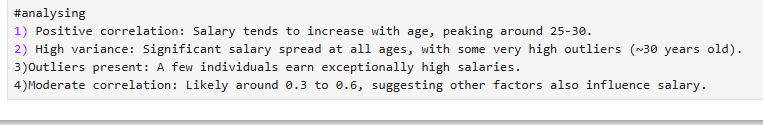 #analysing
1) Positive correlation: Salary tends to increase with age, peaking around 25-30.
2) High variance: Significant salary spread at all ages, with some very high outliers (~30 years old).
3)Outliers present: A few individuals earn exceptionally high salaries.
4)Moderate correlation: Likely around 0.3 to 0.6, suggesting other factors also influence salary.